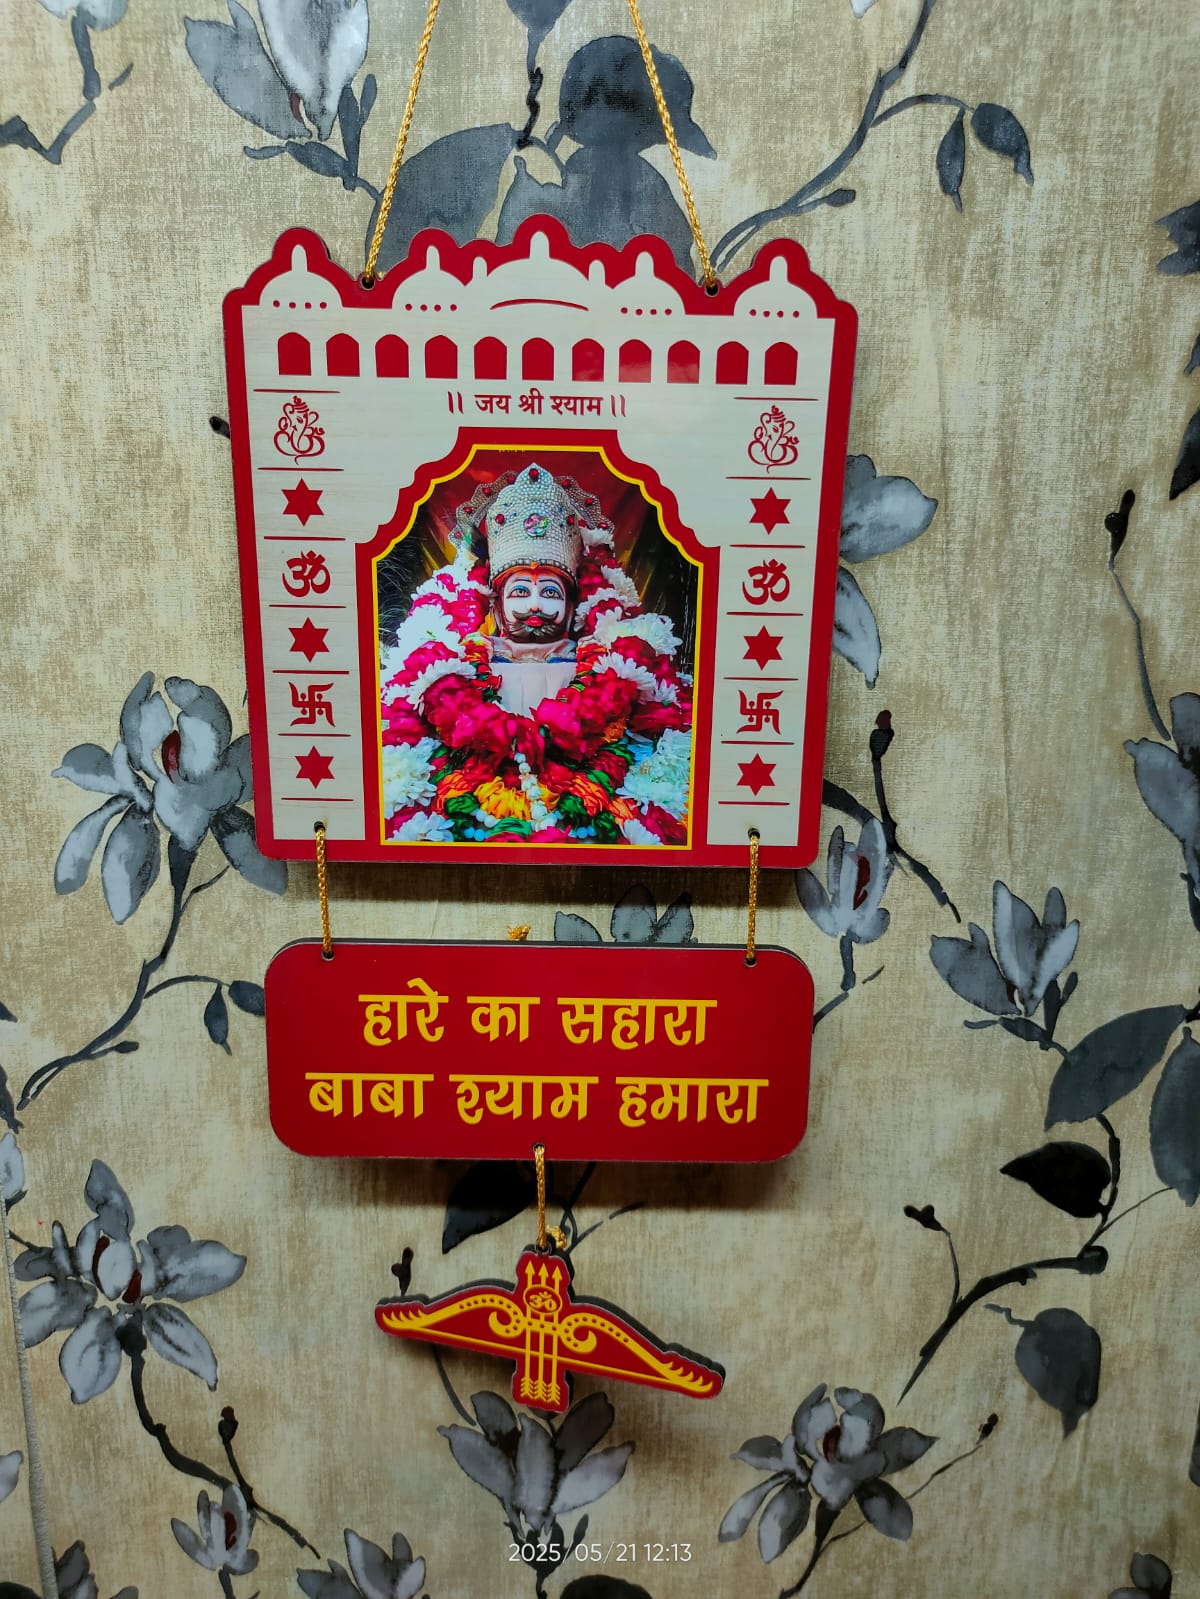 ॥ जय श्री श्याम ॥
ॐ ॐ
हारे का सहारा
बाबा श्याम हमारा
ॐ
2025/05/21 12:13